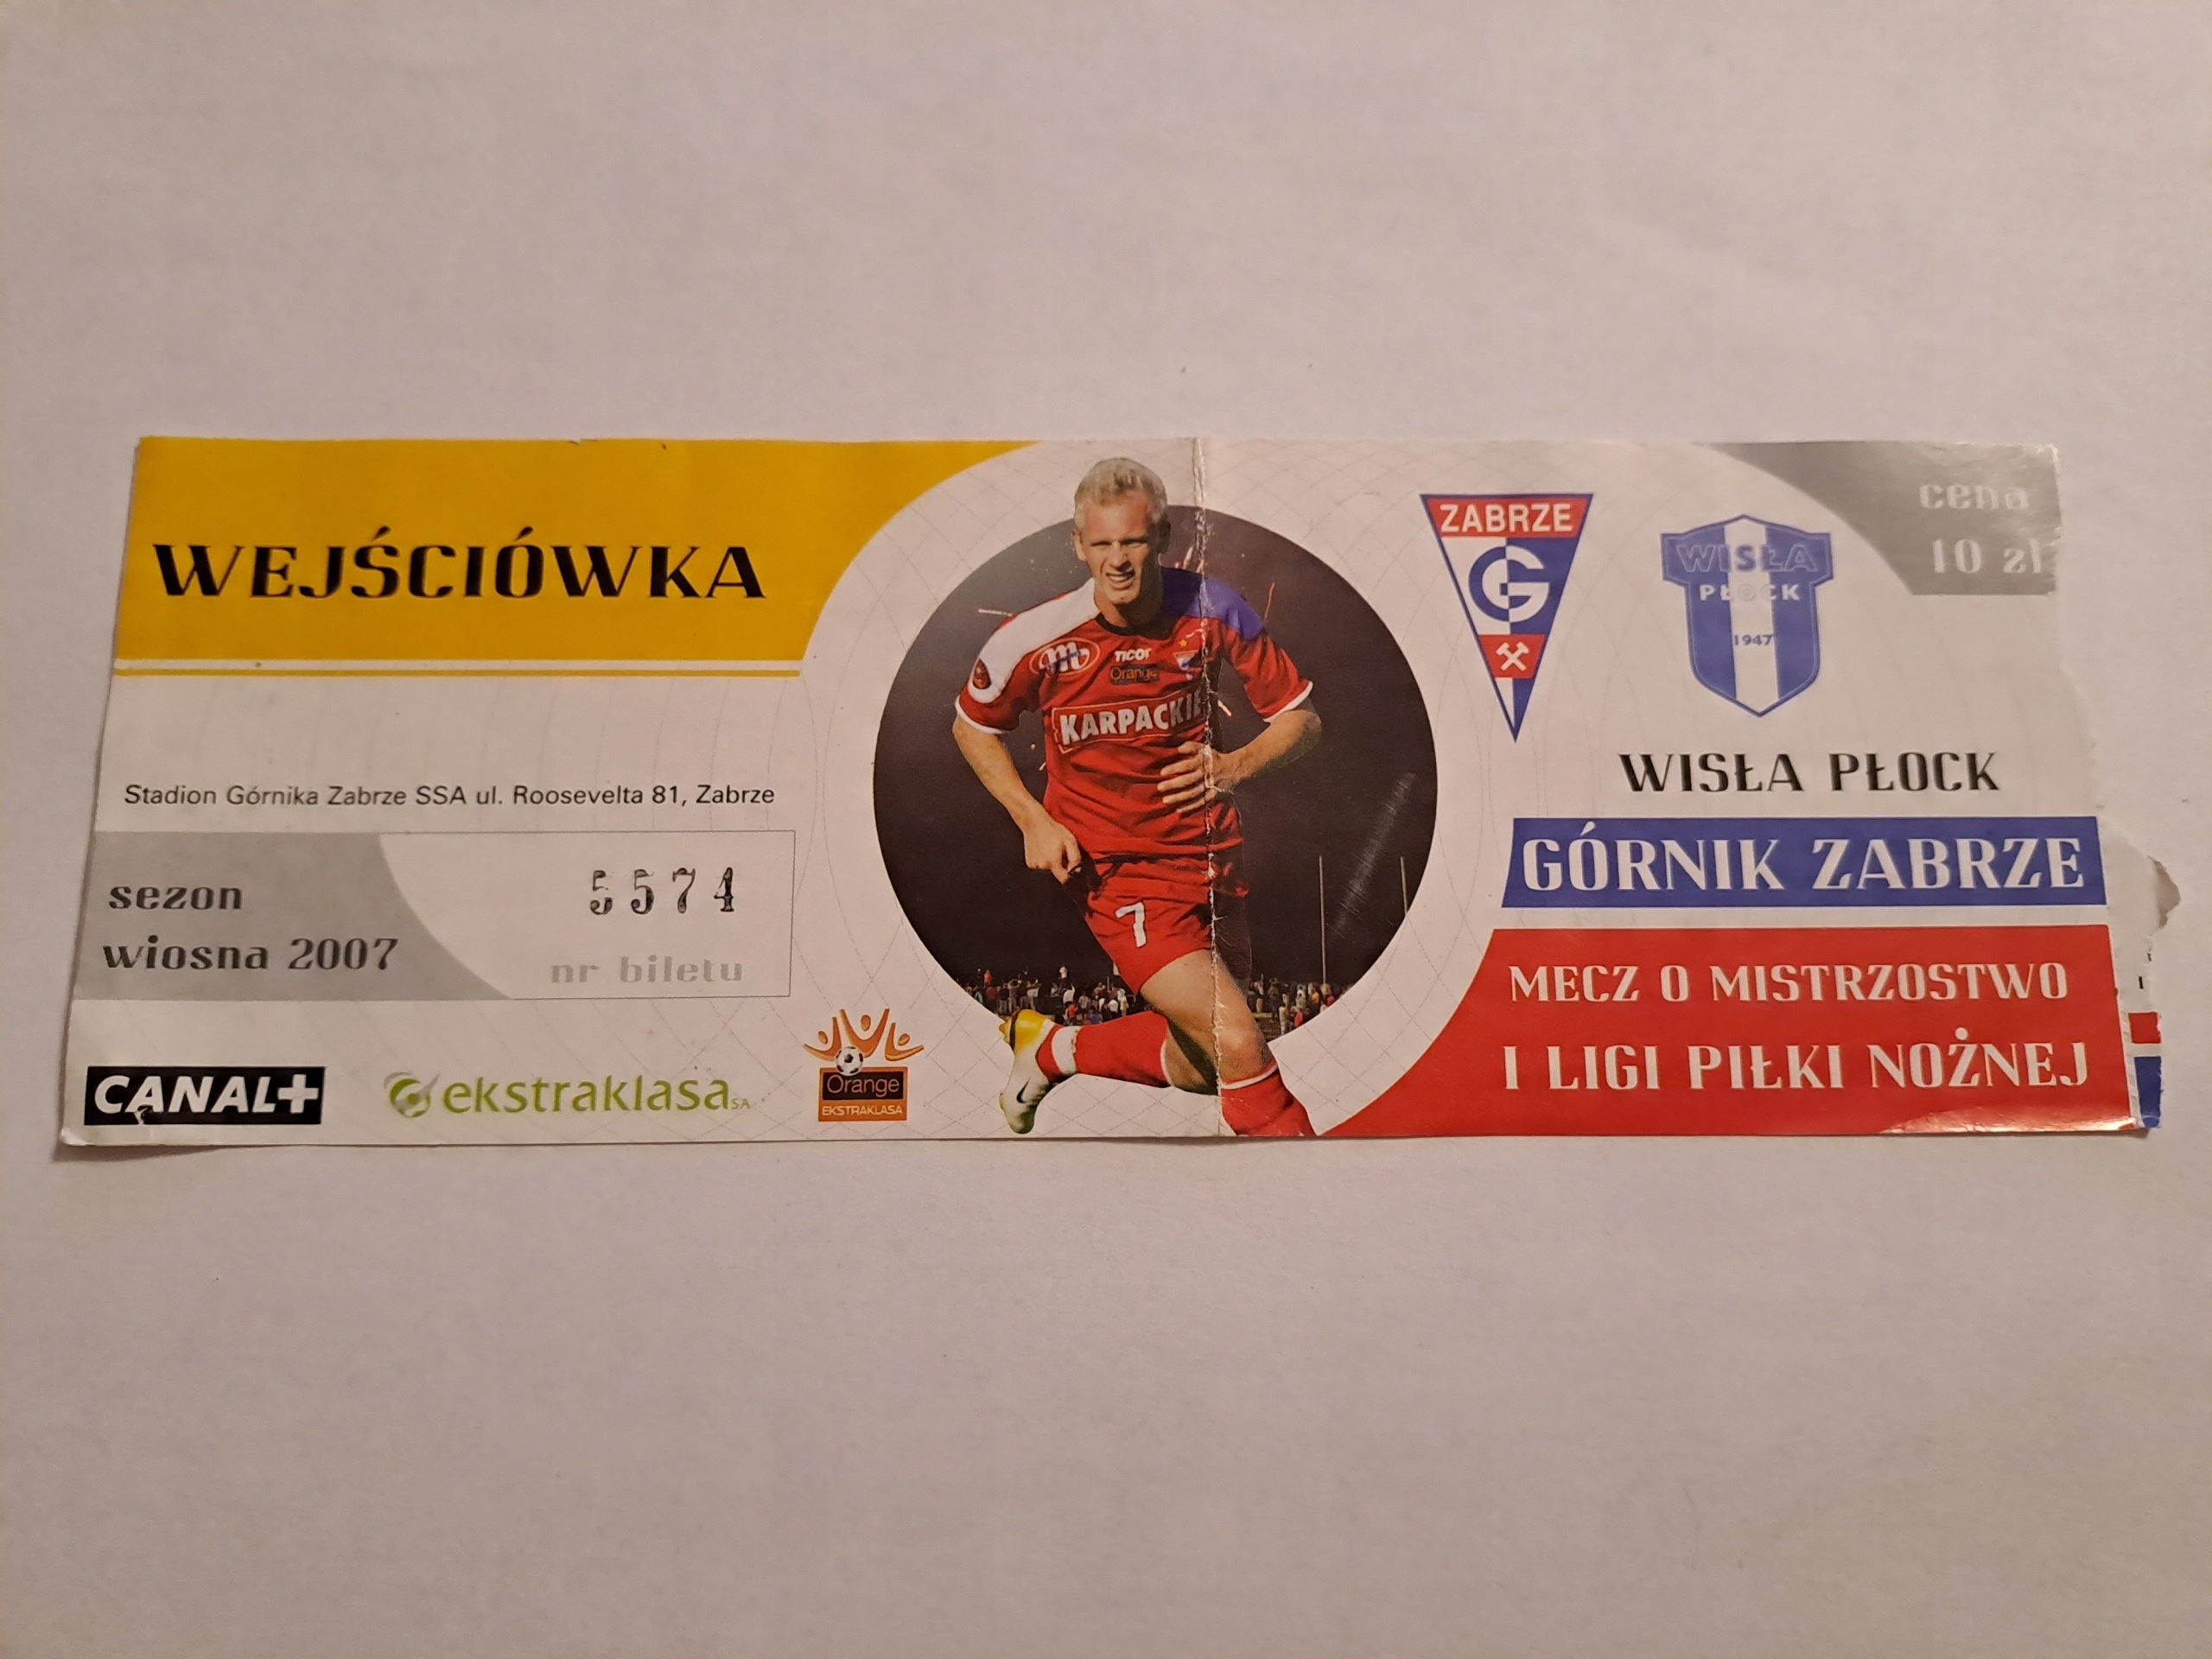 WEJŚCIÓWKA
Stadion Górnika Zabrze SSA ul. Roosevelta 81, Zabrze
sezon
wiosna 2007
5574
nr biletu
CANAL+
ekstraklasa SA
Orange
EKSTRAKLASA
TICOT
Orange
KARPACKIE
7
ZABRZE
G
WISŁA
PŁOCK
1947
cena
10 zł
WISŁA PŁOCK
GÓRNIK ZABRZE
MECZ O MISTRZOSTWO
I LIGI PIŁKI NOŻNEJ